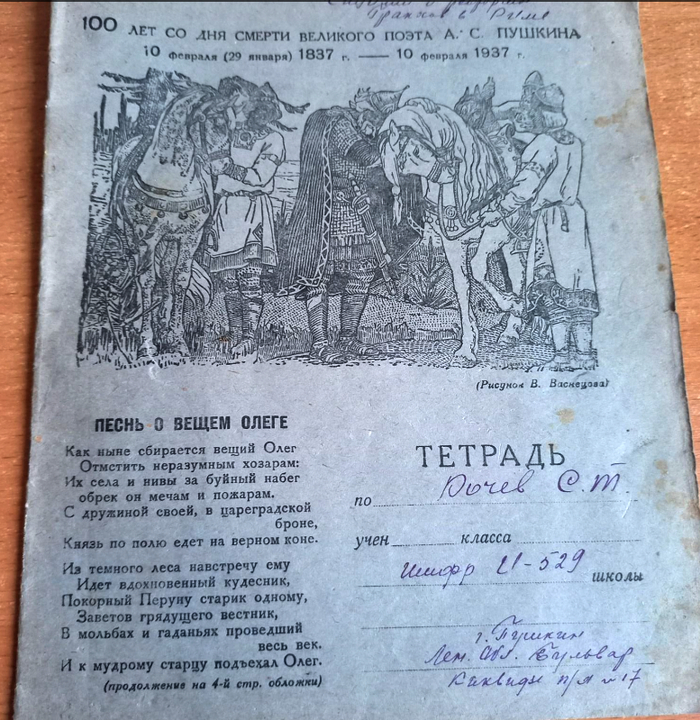 100 ЛЕТ СО ДНЯ СМЕРТИ ВЕЛИКОГО ПОЭТА А. С. ПУШКИНА
10 февраля (29 января) 1837 г. — 10 февраля 1937 г.
(Рисунок В. Васнецова)
ПЕСНЬ О ВЕЩЕМ ОЛЕГЕ
Как ныне сбирается вещий Олег
Отмстить неразумным хозарам:
Их села и нивы за буйный набег
обрек он мечам и пожарам.
С дружиной своей, в цареградской
броне,
Князь по полю едет на верном коне.
Из темного леса навстречу ему
Идет вдохновенный кудесник,
Покорный Перуну старик одному,
Заветов грядущего вестник,
В мольбах и гаданьях проведший
весь век.
И к мудрому старцу подъехал Олег.
(продолжение на 4-й стр. обложки)
ТЕТРАДЬ
по С. Т.
учен класса
Шифр 529
школы
г. Пушкин
Лен. обл. Бульвар
п/я 17